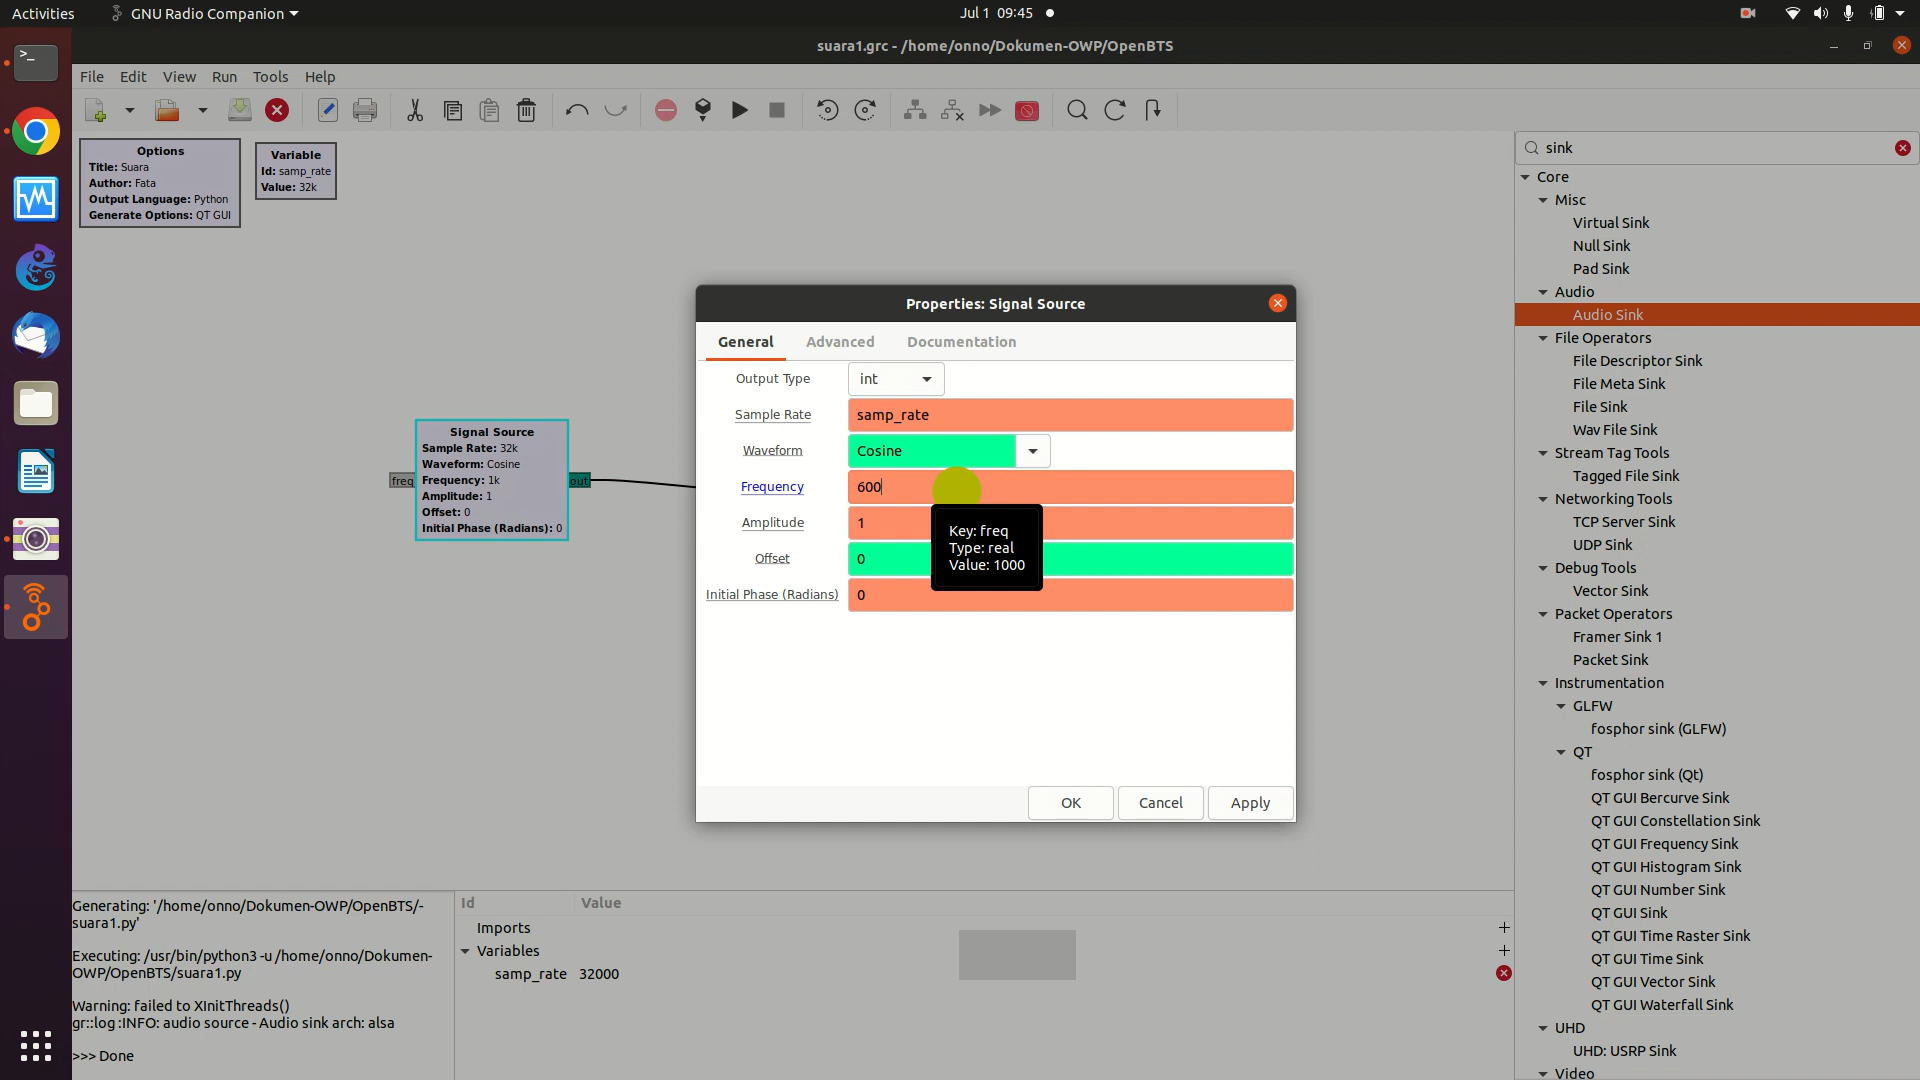 Activities
GNU Radio Companion
Jul 1 09:45
suara1.grc - /home/onno/Dokumen-OWP/OpenBTS
File Edit View Run Tools Help
Options
Title: Suara
Author: Fata
Output Language: Python
Generate Options: QT GUI
Variable
Id: samp_rate
Value: 32k
Signal Source
Sample Rate: 32k
Waveform: Cosine
Frequency: 1k
Amplitude: 1
Offset: 0
Initial Phase (Radians): 0
freq
out
Properties: Signal Source
General Advanced Documentation
Output Type int
Sample Rate samp_rate
Waveform Cosine
Frequency 600
Amplitude 1
Offset 0
Initial Phase (Radians) 0
Key: freq
Type: real
Value: 1000
OK Cancel Apply
sink
Core
Misc
Virtual Sink
Null Sink
Pad Sink
Audio
Audio Sink
File Operators
File Descriptor Sink
File Meta Sink
File Sink
Wav File Sink
Stream Tag Tools
Tagged File Sink
Networking Tools
TCP Server Sink
UDP Sink
Debug Tools
Vector Sink
Packet Operators
Framer Sink 1
Packet Sink
Instrumentation
GLFW
fosphor sink (GLFW)
QT
fosphor sink (Qt)
QT GUI Bercurve Sink
QT GUI Constellation Sink
QT GUI Frequency Sink
QT GUI Histogram Sink
QT GUI Number Sink
QT GUI Sink
QT GUI Time Raster Sink
QT GUI Time Sink
QT GUI Vector Sink
QT GUI Waterfall Sink
UHD
UHD: USRP Sink
Video
Generating: '/home/onno/Dokumen-OWP/OpenBTS/-
suara1.py'
Executing: /usr/bin/python3 -u /home/onno/Dokumen-
OWP/OpenBTS/suara1.py
Warning: failed to XInitThreads()
gr::log :INFO: audio source - Audio sink arch: alsa
>>> Done
Id Value
Imports
Variables
samp_rate 32000